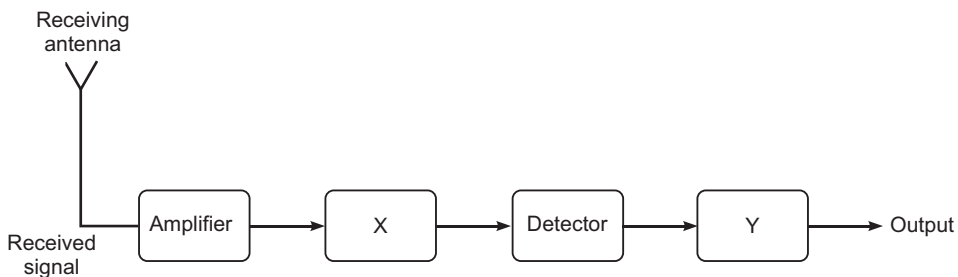 Receiving
antenna
Amplifier
X
Detector
Y
Output
Received
signal